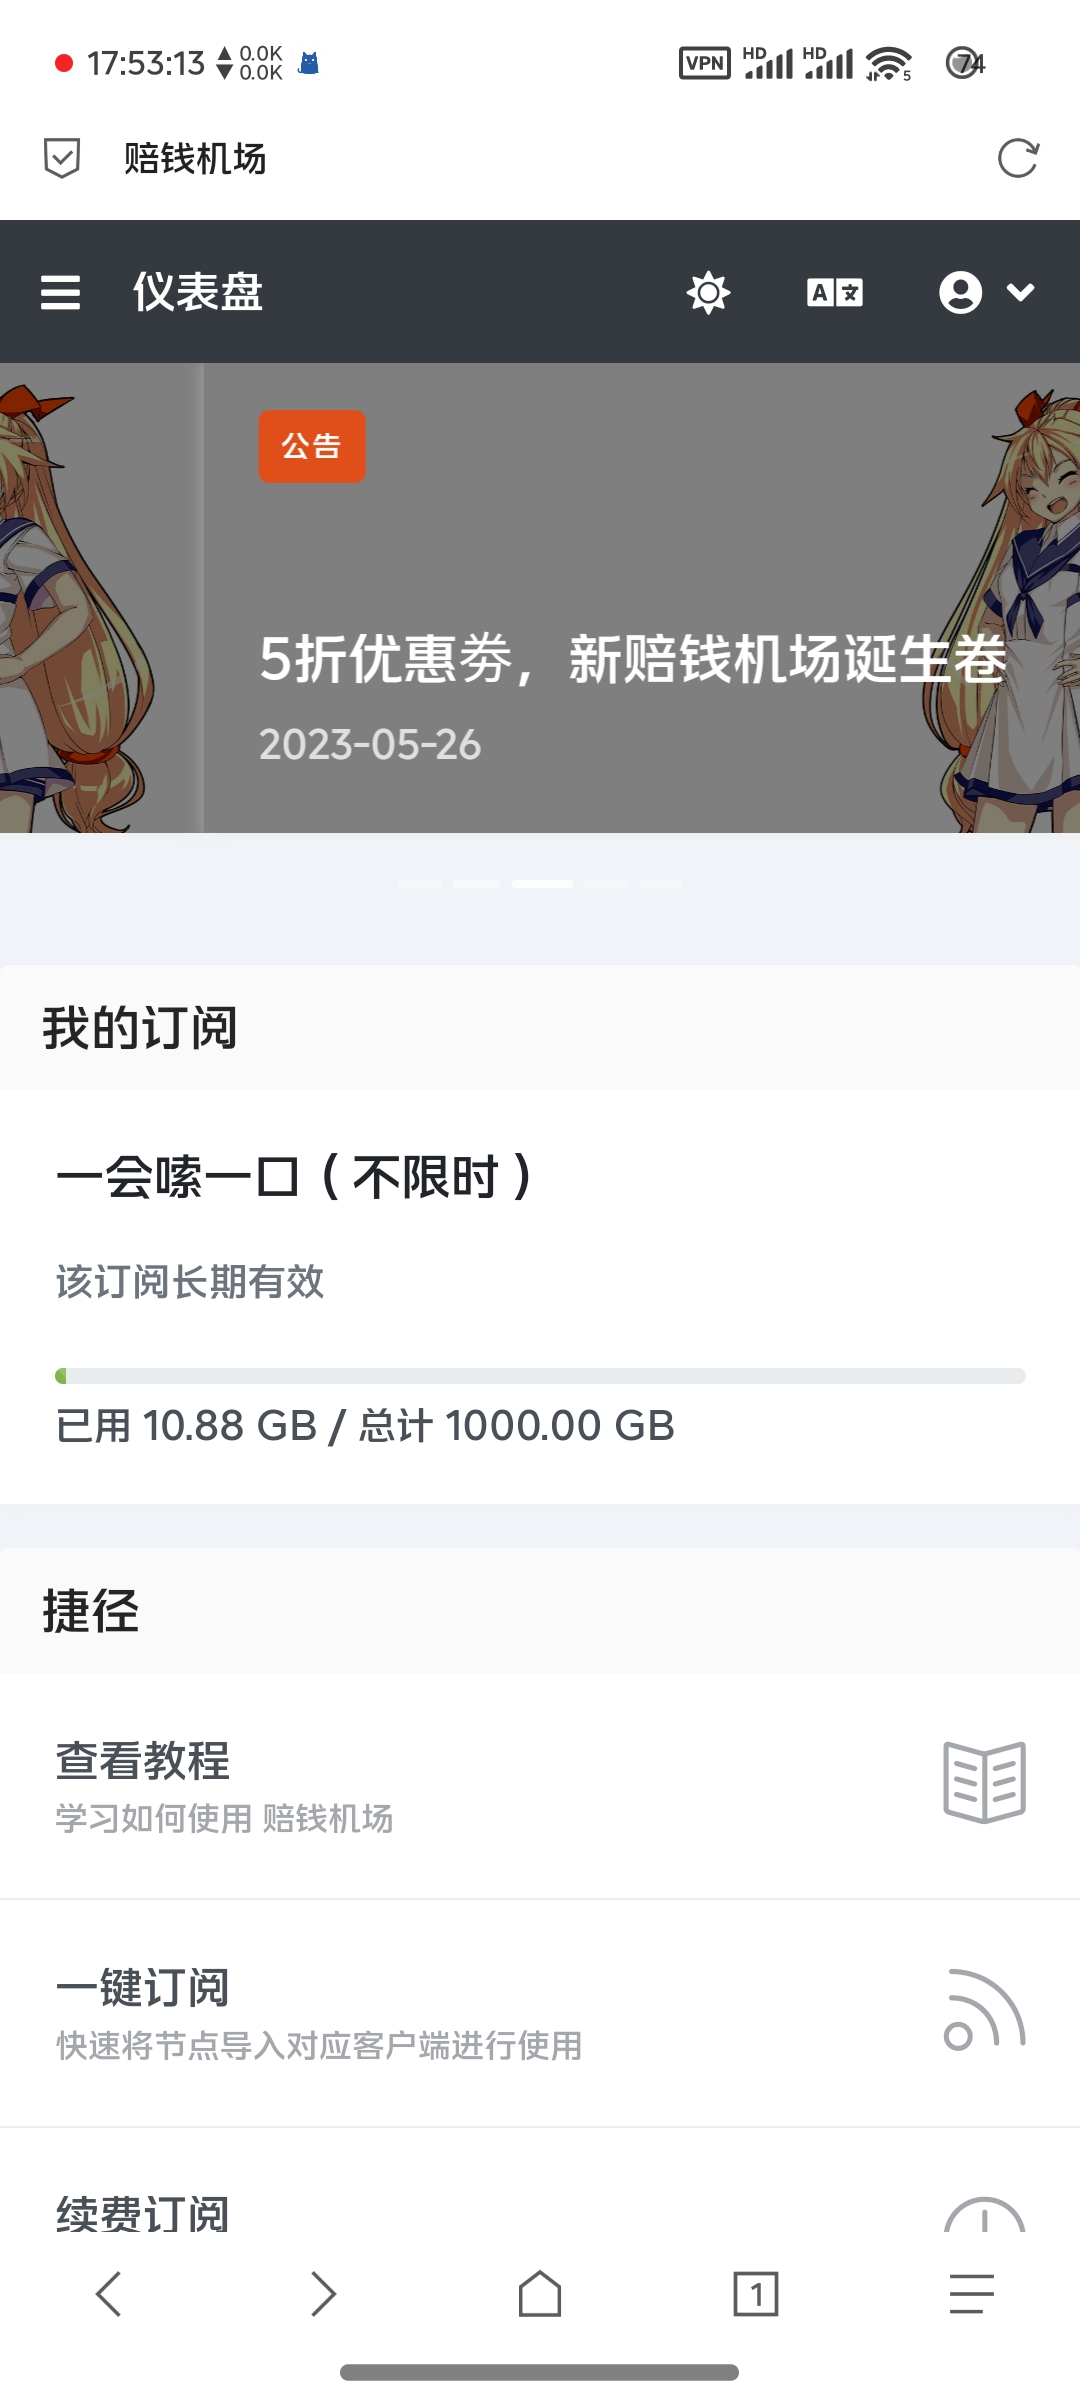 17:53:13 0.0K
0.0K
VPN HD HD 5 74
赔钱机场
仪表盘
A 文
公告
5折优惠劵，新赔钱机场诞生卷
2023-05-26
我的订阅
一会嗦一口（不限时）
该订阅长期有效
已用 10.88 GB / 总计 1000.00 GB
捷径
查看教程
学习如何使用 赔钱机场
一键订阅
快速将节点导入对应客户端进行使用
续费订阅
1